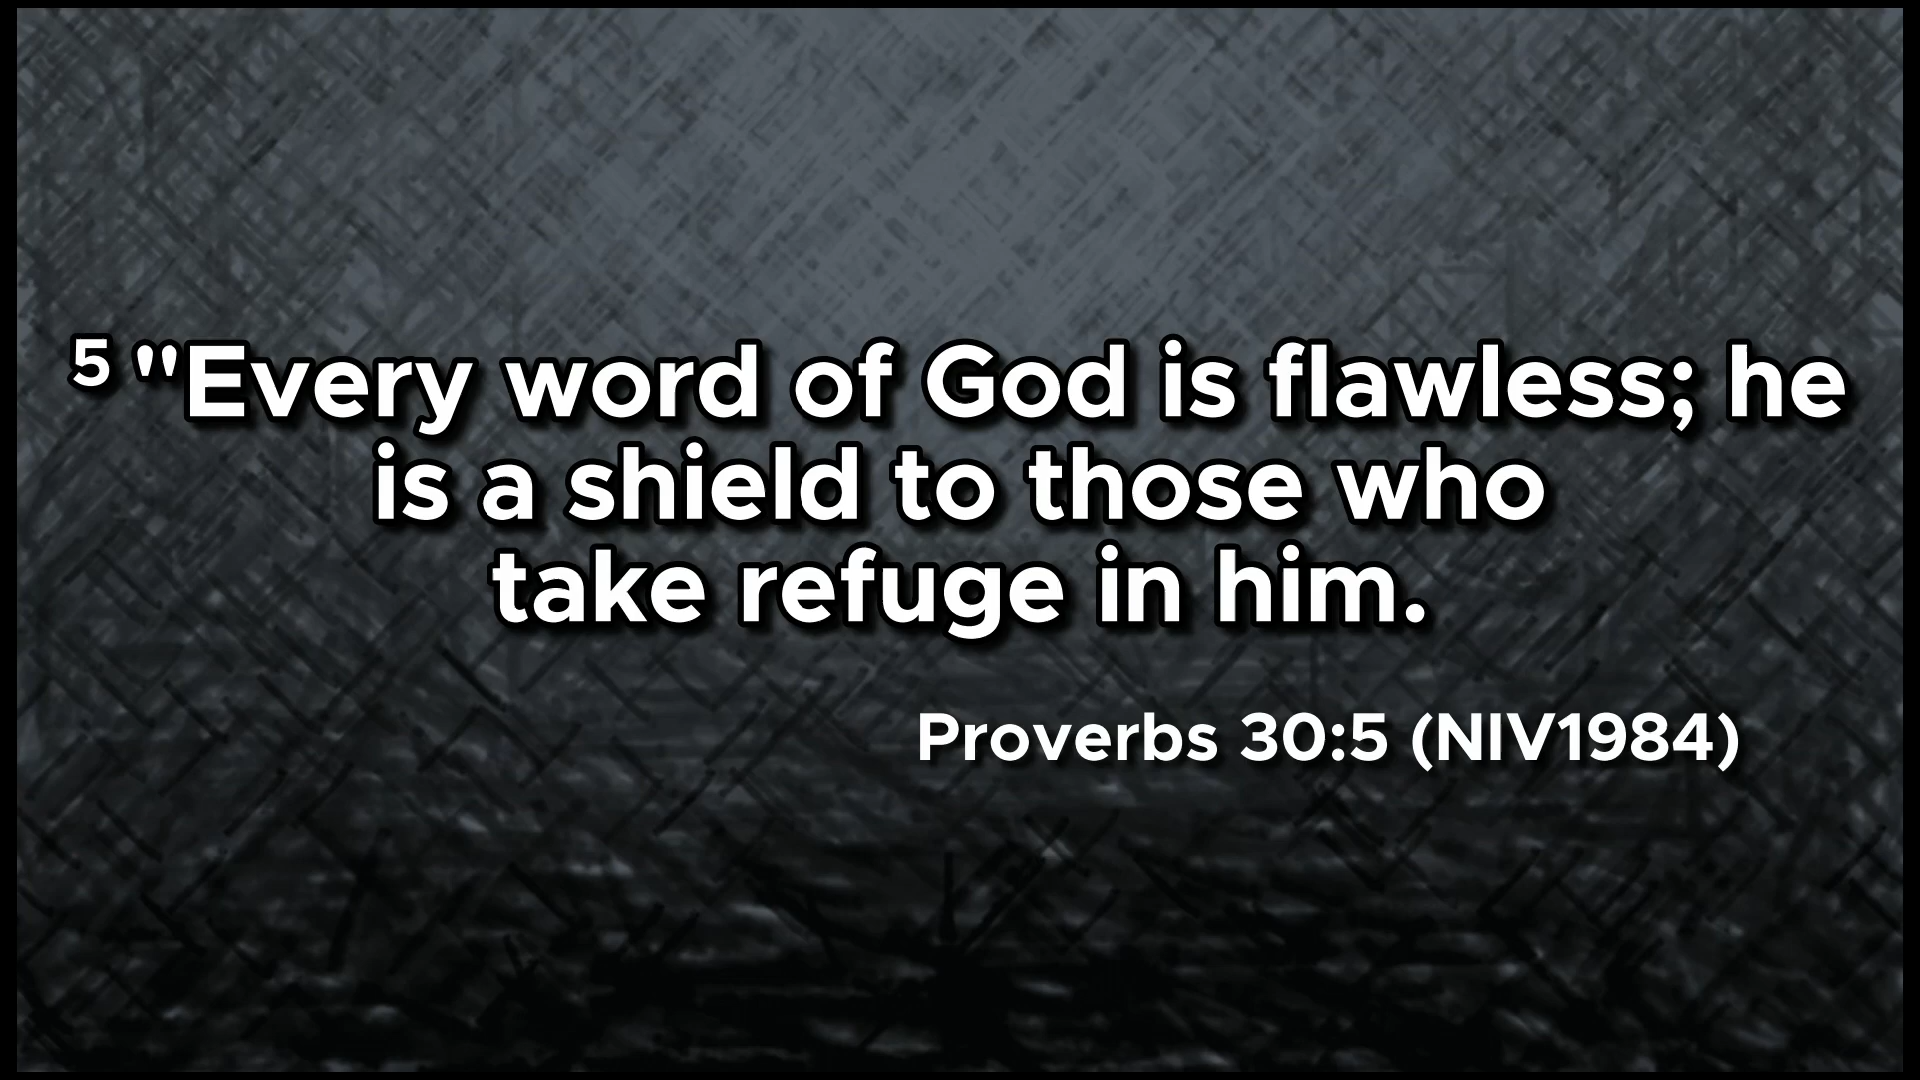 5 "Every word of God is flawless; he
is a shield to those who
take refuge in him.
Proverbs 30:5 (NIV1984)